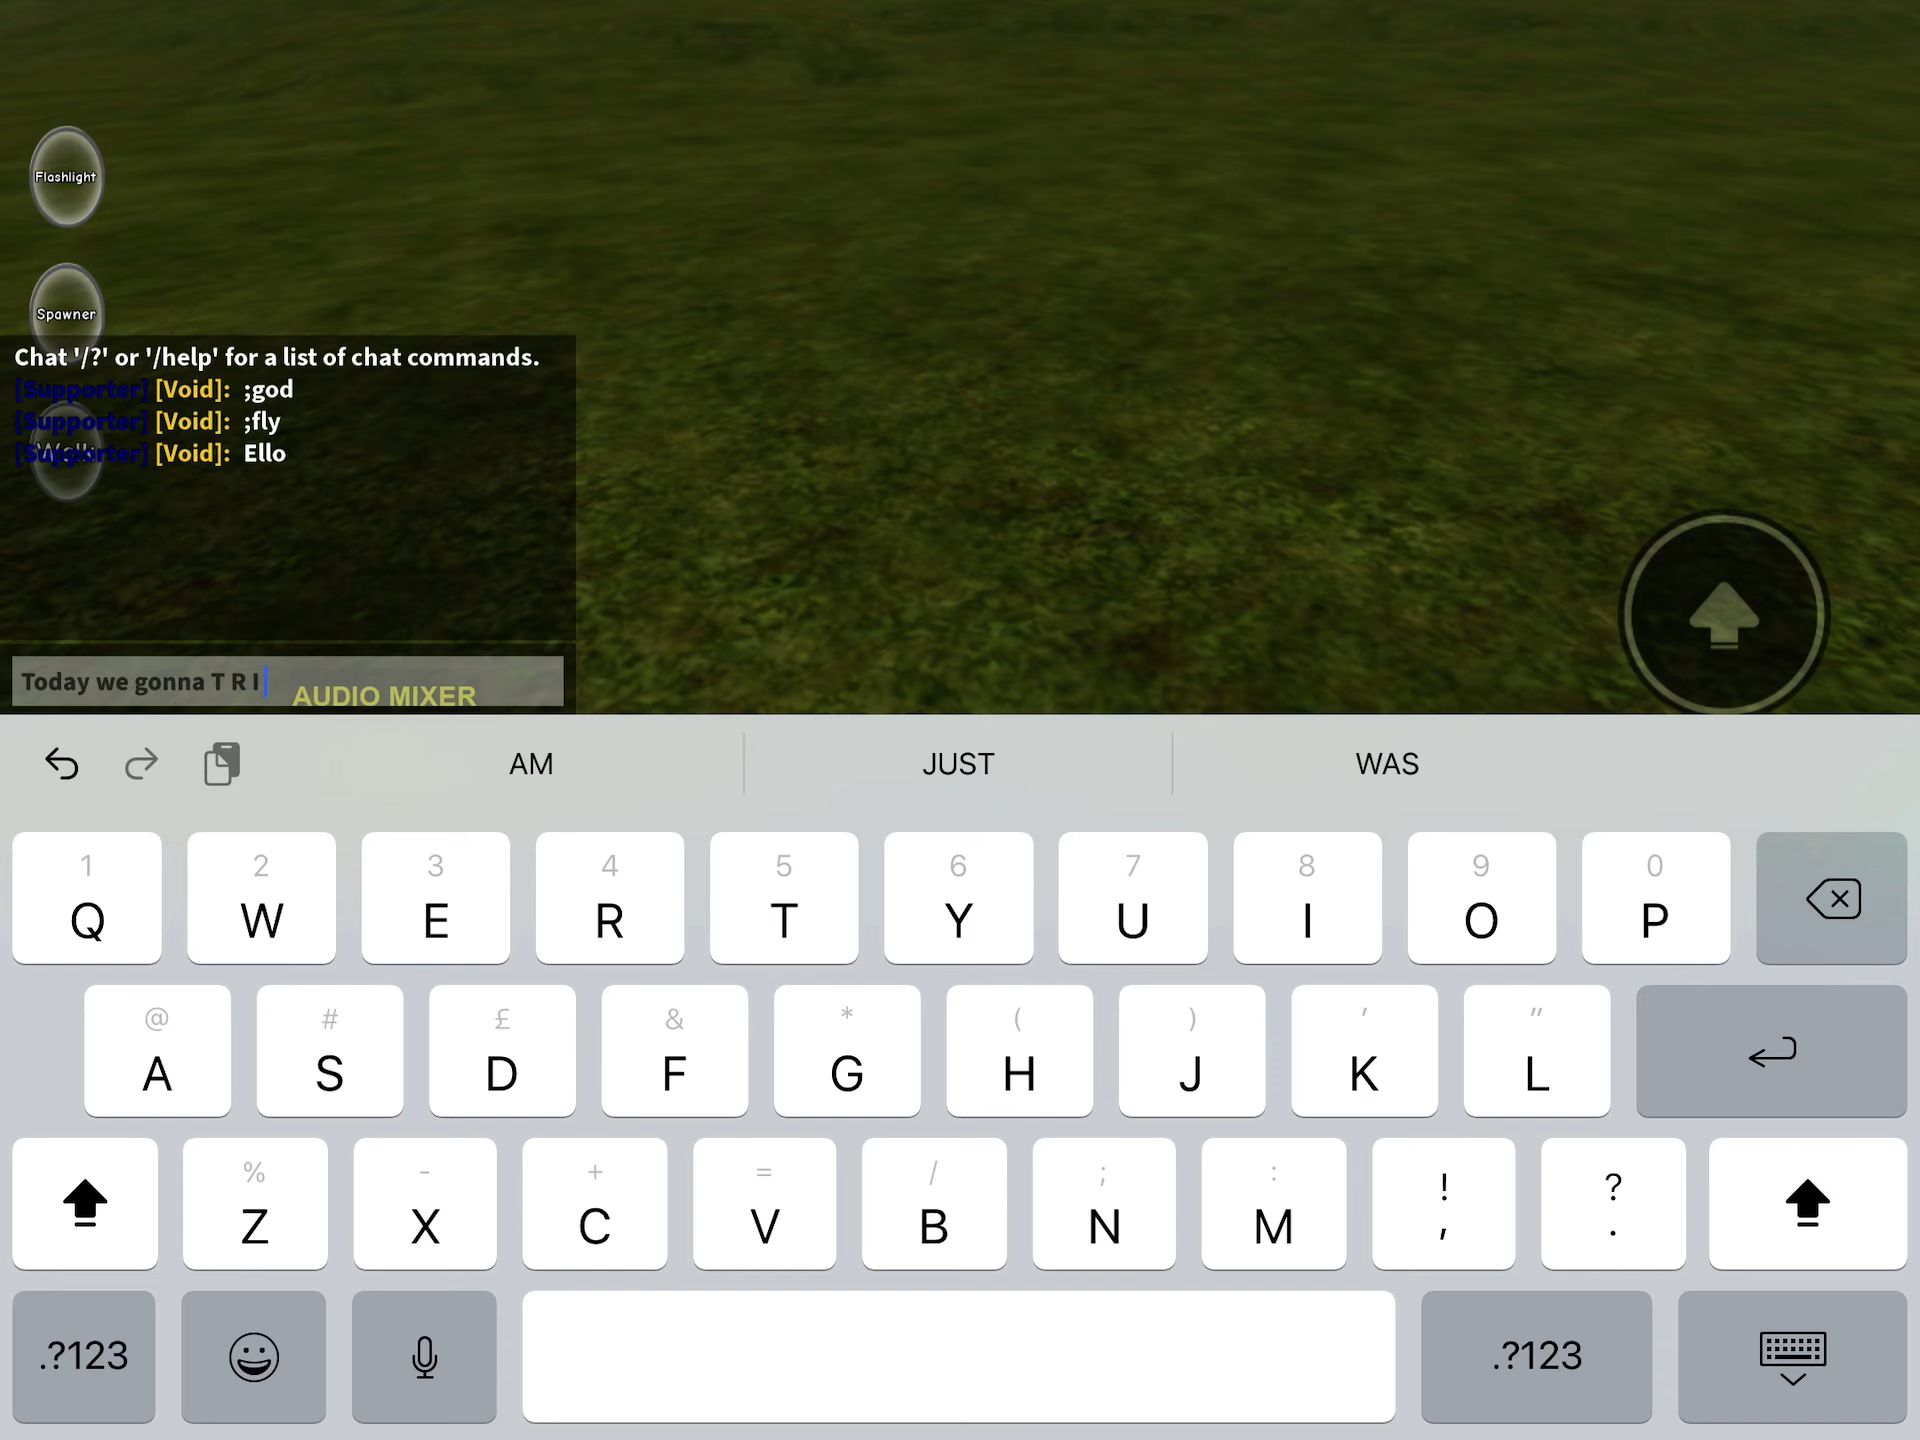 Flashlight
Spawner
Chat '/?' or '/help' for a list of chat commands.
[Supporter] [Void]: ;god
[Supporter] [Void]: ;fly
[Supporter] [Void]: Ello
Today we gonna T R I
AUDIO MIXER
AM JUST WAS
1 2 3 4 5 6 7 8 9 0
Q W E R T Y U I O P
@ # £ & * ( ) ' "
A S D F G H J K L
% - + = / ; : ! ?
Z X C V B N M , .
.?123 .?123